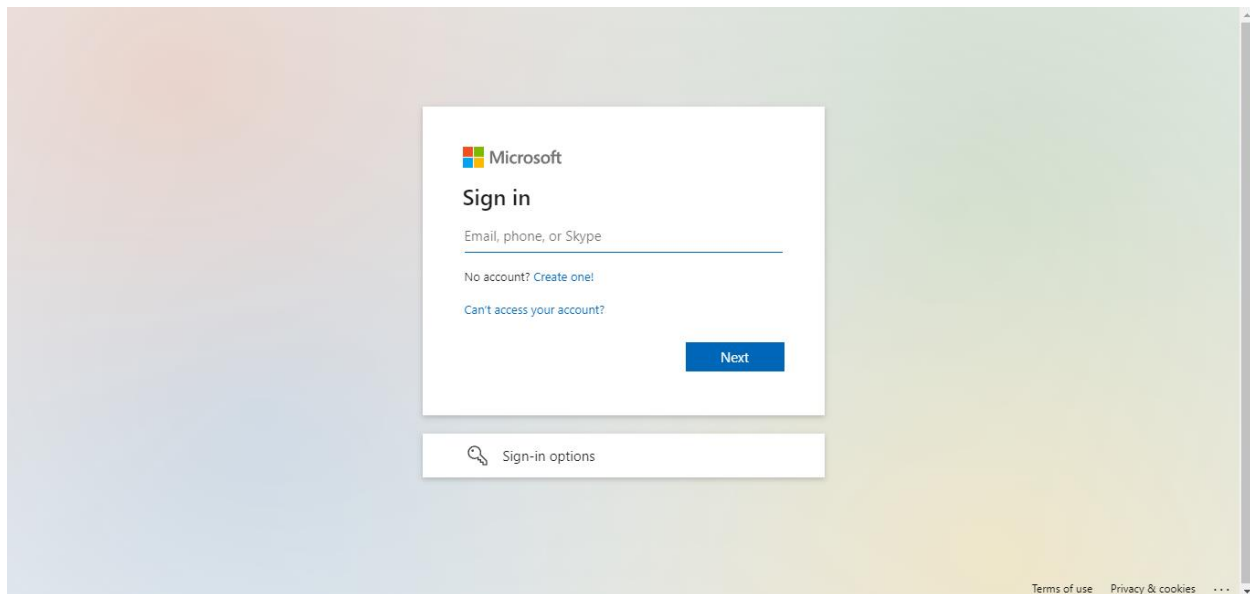 Microsoft
Sign in
Email, phone, or Skype
No account? Create one!
Can't access your account?
Next
Sign-in options
Terms of use Privacy & cookies ...